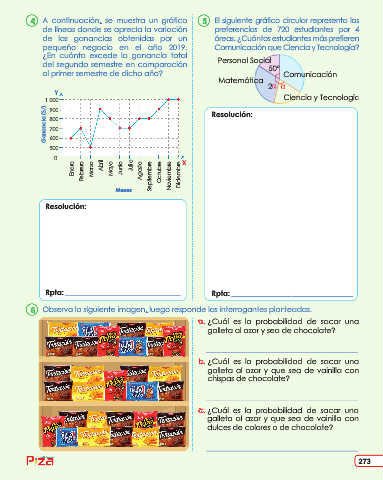 4 A continuación, se muestra un gráfico
de líneas donde se aprecia la variación
de las ganancias obtenidas por un
pequeño negocio en el año 2019.
¿En cuánto excede la ganancia total
del segundo semestre en comparación
al primer semestre de dicho año?
Y
1 000
900
800
700
600
500
0
Ganancia (S/)
Enero
Febrero
Marzo
Abril
Mayo
Junio
Julio
Agosto
Septiembre
Octubre
Noviembre
Diciembre
X
Meses
Resolución:
Rpta:
5 El siguiente gráfico circular representa las
preferencias de 720 estudiantes por 4
áreas. ¿Cuántos estudiantes más prefieren
Comunicación que Ciencia y Tecnología?
Personal Social
50°
Comunicación
Matemática
2α
α
Ciencia y Tecnología
Resolución:
Rpta:
6 Observa la siguiente imagen, luego responde las interrogantes planteadas.
a. ¿Cuál es la probabilidad de sacar una
galleta al azar y sea de chocolate?
b. ¿Cuál es la probabilidad de sacar una
galleta al azar y que sea de vainilla con
chispas de chocolate?
c. ¿Cuál es la probabilidad de sacar una
galleta al azar y que sea de vainilla con
dulces de colores o de chocolate?
273